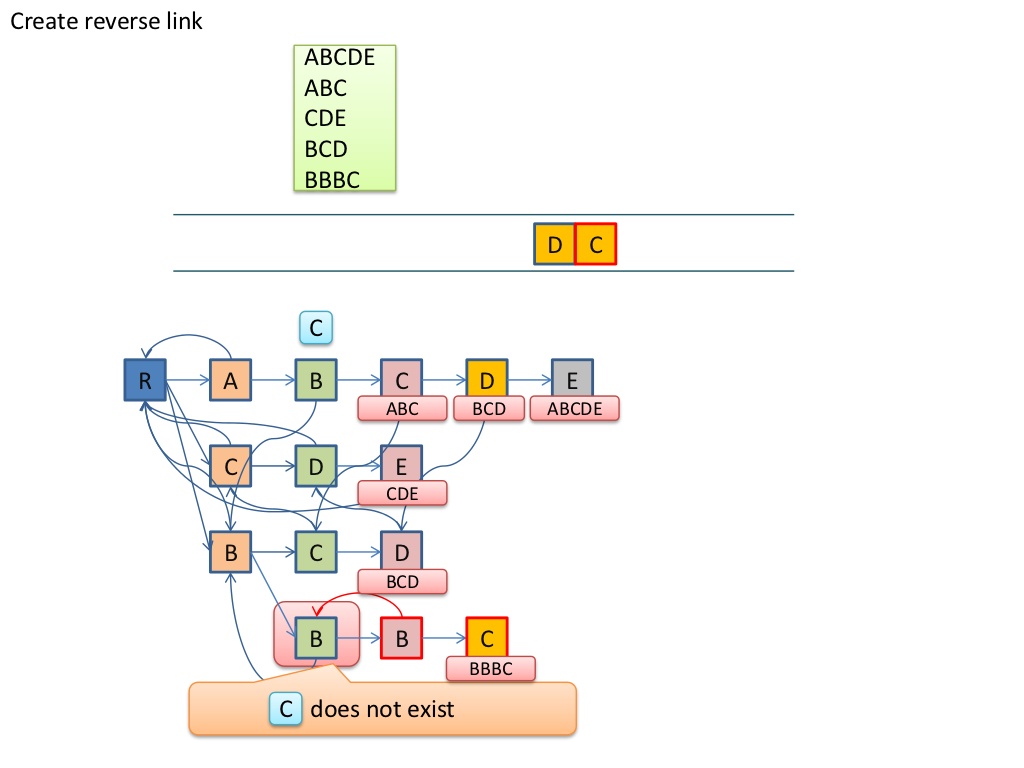 Create reverse link
ABCDE
ABC
CDE
BCD
BBBC
D C
C
R A B C D E
ABC BCD ABCDE
C D E
CDE
B C D
BCD
B B C
BBBC
C does not exist